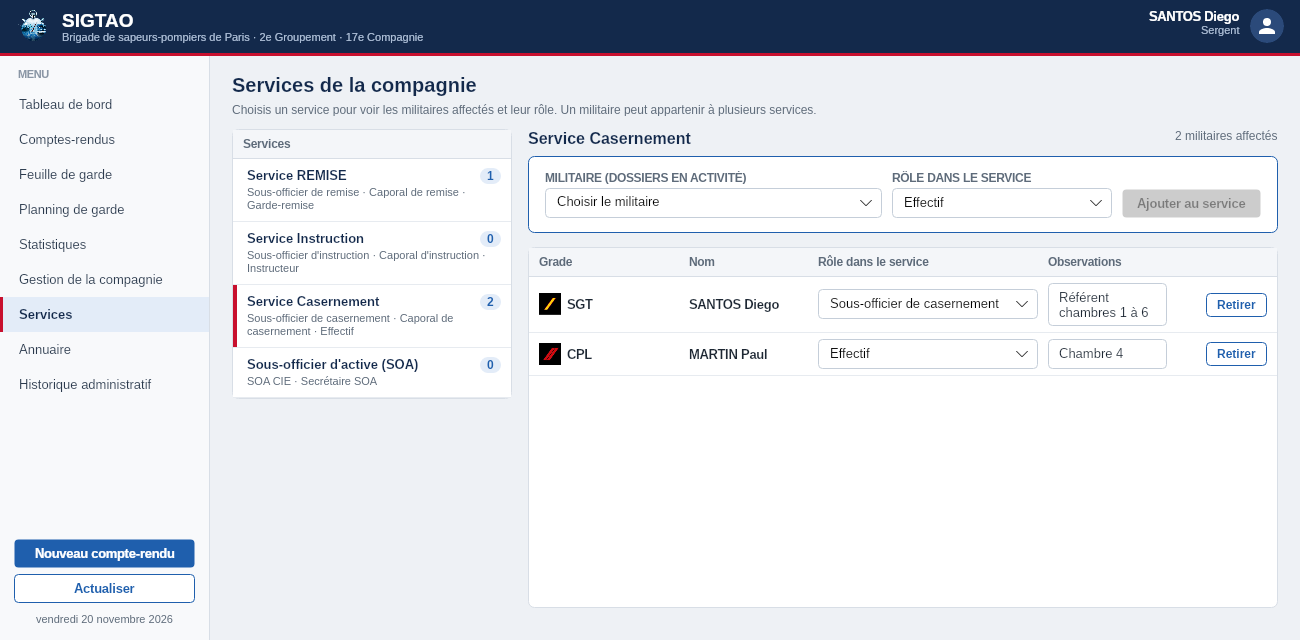 SIGTAO
Brigade de sapeurs-pompiers de Paris · 2e Groupement · 17e Compagnie
SANTOS Diego
Sergent
MENU
Tableau de bord
Comptes-rendus
Feuille de garde
Planning de garde
Statistiques
Gestion de la compagnie
Services
Annuaire
Historique administratif
Nouveau compte-rendu
Actualiser
vendredi 20 novembre 2026
Services de la compagnie
Choisis un service pour voir les militaires affectés et leur rôle. Un militaire peut appartenir à plusieurs services.
Services
Service REMISE 1
Sous-officier de remise · Caporal de remise ·
Garde-remise
Service Instruction 0
Sous-officier d'instruction · Caporal d'instruction ·
Instructeur
Service Casernement 2
Sous-officier de casernement · Caporal de
casernement · Effectif
Sous-officier d'active (SOA) 0
SOA CIE · Secrétaire SOA
Service Casernement
2 militaires affectés
MILITAIRE (DOSSIERS EN ACTIVITÉ) RÔLE DANS LE SERVICE
Choisir le militaire Effectif Ajouter au service
Grade Nom Rôle dans le service Observations
SGT SANTOS Diego Sous-officier de casernement Référent
chambres 1 à 6 Retirer
CPL MARTIN Paul Effectif Chambre 4 Retirer